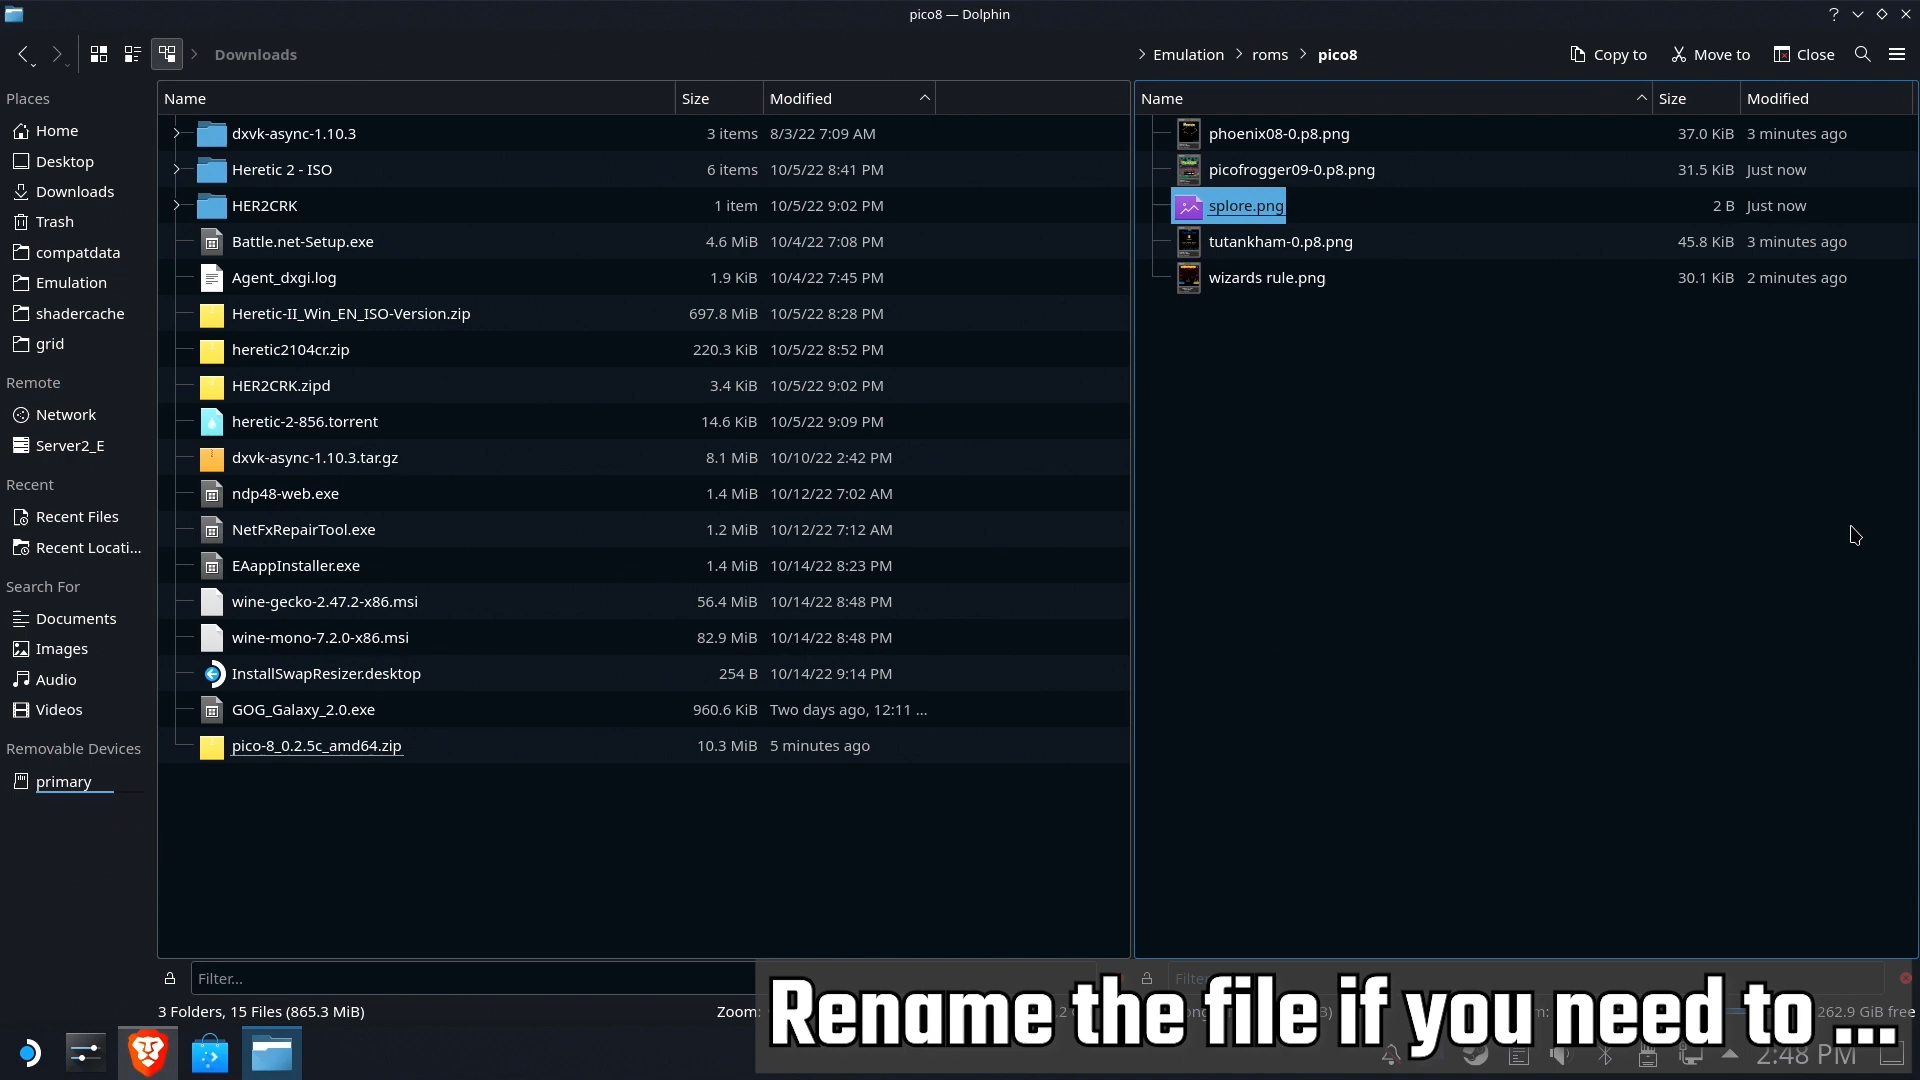 pico8 — Dolphin
Downloads
Emulation roms pico8
Copy to Move to Close
Places
Home
Desktop
Downloads
Trash
compatdata
Emulation
shadercache
grid
Remote
Network
Server2_E
Recent
Recent Files
Recent Locati...
Search For
Documents
Images
Audio
Videos
Removable Devices
primary
Name Size Modified
dxvk-async-1.10.3 3 items 8/3/22 7:09 AM
Heretic 2 - ISO 6 items 10/5/22 8:41 PM
HER2CRK 1 item 10/5/22 9:02 PM
Battle.net-Setup.exe 4.6 MiB 10/4/22 7:08 PM
Agent_dxgi.log 1.9 KiB 10/4/22 7:45 PM
Heretic-II_Win_EN_ISO-Version.zip 697.8 MiB 10/5/22 8:28 PM
heretic2104cr.zip 220.3 KiB 10/5/22 8:52 PM
HER2CRK.zipd 3.4 KiB 10/5/22 9:02 PM
heretic-2-856.torrent 14.6 KiB 10/5/22 9:09 PM
dxvk-async-1.10.3.tar.gz 8.1 MiB 10/10/22 2:42 PM
ndp48-web.exe 1.4 MiB 10/12/22 7:02 AM
NetFxRepairTool.exe 1.2 MiB 10/12/22 7:12 AM
EAappInstaller.exe 1.4 MiB 10/14/22 8:23 PM
wine-gecko-2.47.2-x86.msi 56.4 MiB 10/14/22 8:48 PM
wine-mono-7.2.0-x86.msi 82.9 MiB 10/14/22 8:48 PM
InstallSwapResizer.desktop 254 B 10/14/22 9:14 PM
GOG_Galaxy_2.0.exe 960.6 KiB Two days ago, 12:11 ...
pico-8_0.2.5c_amd64.zip 10.3 MiB 5 minutes ago
Name Size Modified
phoenix08-0.p8.png 37.0 KiB 3 minutes ago
picofrogger09-0.p8.png 31.5 KiB Just now
splore.png 2 B Just now
tutankham-0.p8.png 45.8 KiB 3 minutes ago
wizards rule.png 30.1 KiB 2 minutes ago
Filter...
3 Folders, 15 Files (865.3 MiB) Zoom:
262.9 GiB free
Rename the file if you need to ...
2:48 PM